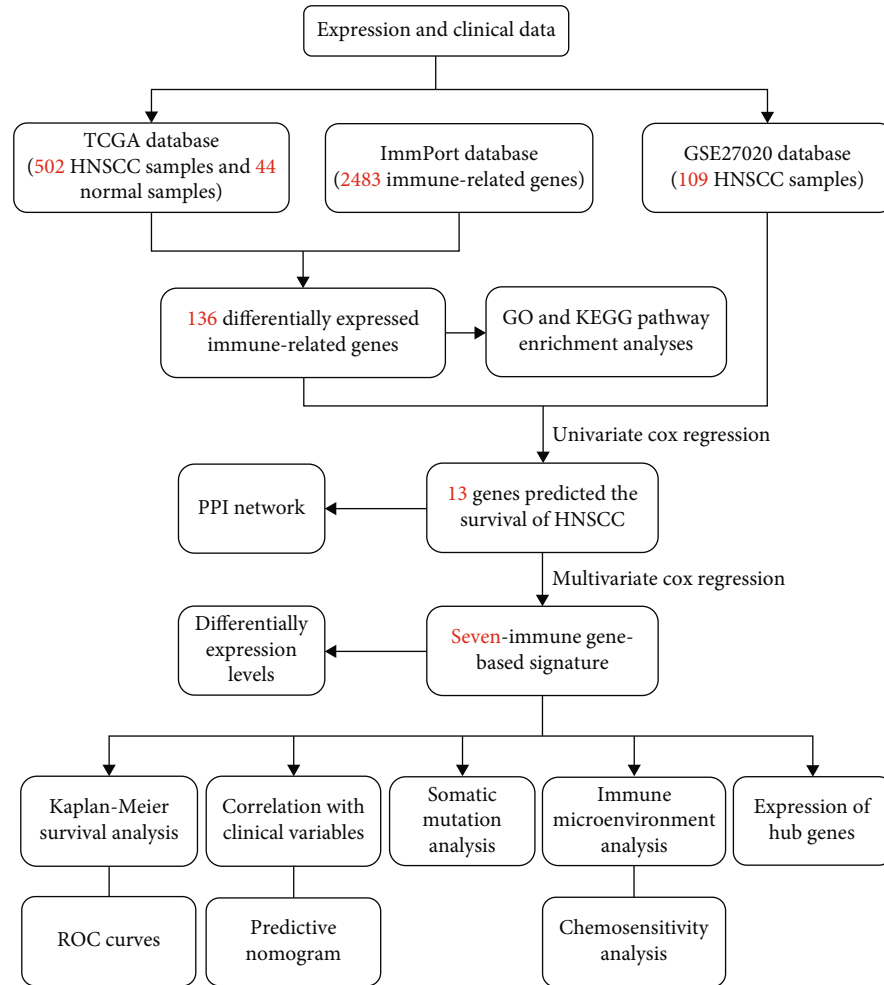 Expression and clinical data
TCGA database
(502 HNSCC samples and 44
normal samples)
ImmPort database
(2483 immune-related genes)
GSE27020 database
(109 HNSCC samples)
136 differentially expressed
immune-related genes
GO and KEGG pathway
enrichment analyses
Univariate cox regression
PPI network
13 genes predicted the
survival of HNSCC
Multivariate cox regression
Differentially
expression
levels
Seven-immune gene-
based signature
Kaplan-Meier
survival analysis
Correlation with
clinical variables
Somatic
mutation
analysis
Immune
microenvironment
analysis
Expression of
hub genes
ROC curves
Predictive
nomogram
Chemosensitivity
analysis